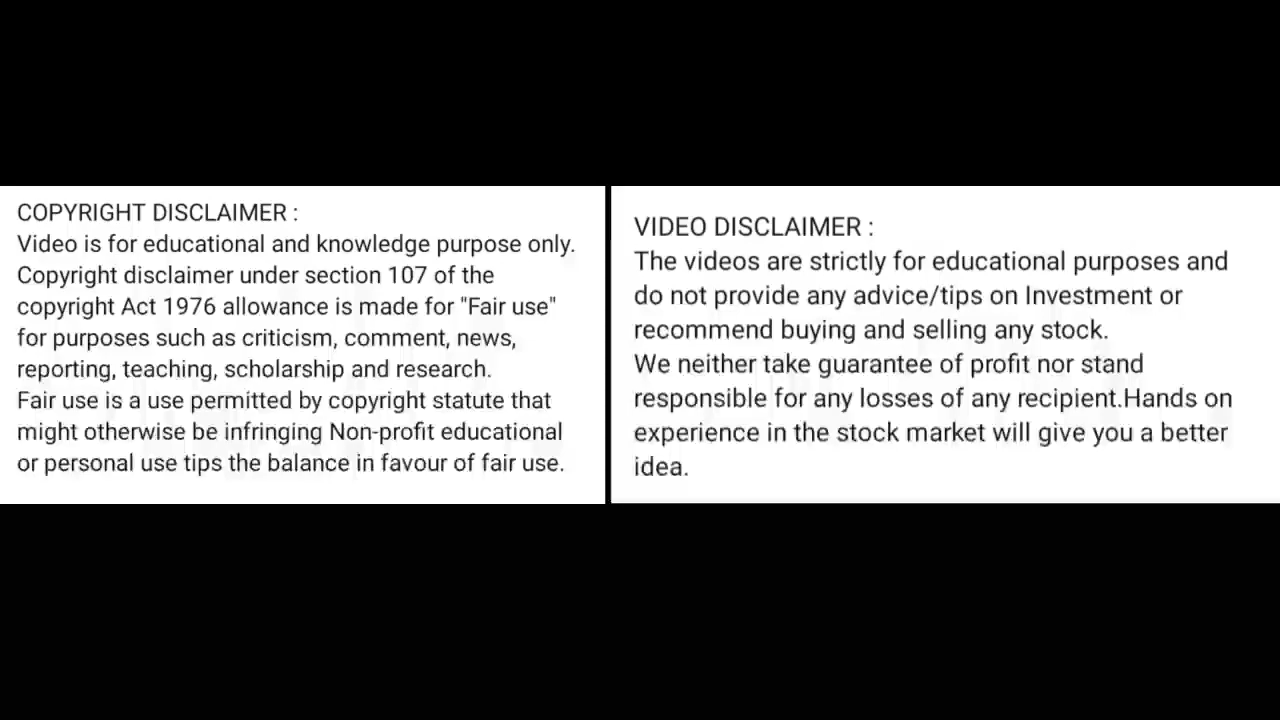 COPYRIGHT DISCLAIMER :
Video is for educational and knowledge purpose only.
Copyright disclaimer under section 107 of the
copyright Act 1976 allowance is made for "Fair use"
for purposes such as criticism, comment, news,
reporting, teaching, scholarship and research.
Fair use is a use permitted by copyright statute that
might otherwise be infringing Non-profit educational
or personal use tips the balance in favour of fair use.
VIDEO DISCLAIMER :
The videos are strictly for educational purposes and
do not provide any advice/tips on Investment or
recommend buying and selling any stock.
We neither take guarantee of profit nor stand
responsible for any losses of any recipient.Hands on
experience in the stock market will give you a better
idea.